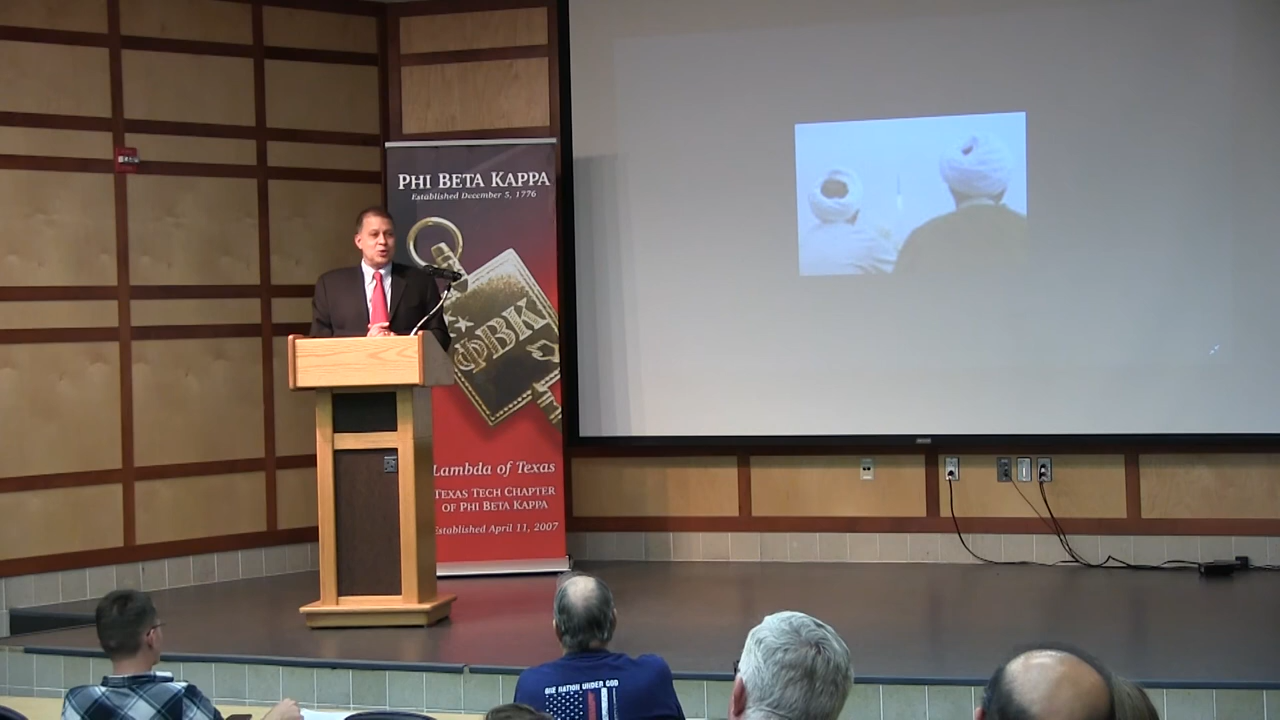 PHI BETA KAPPA
Established December 5, 1776
ΦBK
Lambda of Texas
TEXAS TECH CHAPTER
OF PHI BETA KAPPA
Established April 11, 2007
ONE NATION UNDER GOD